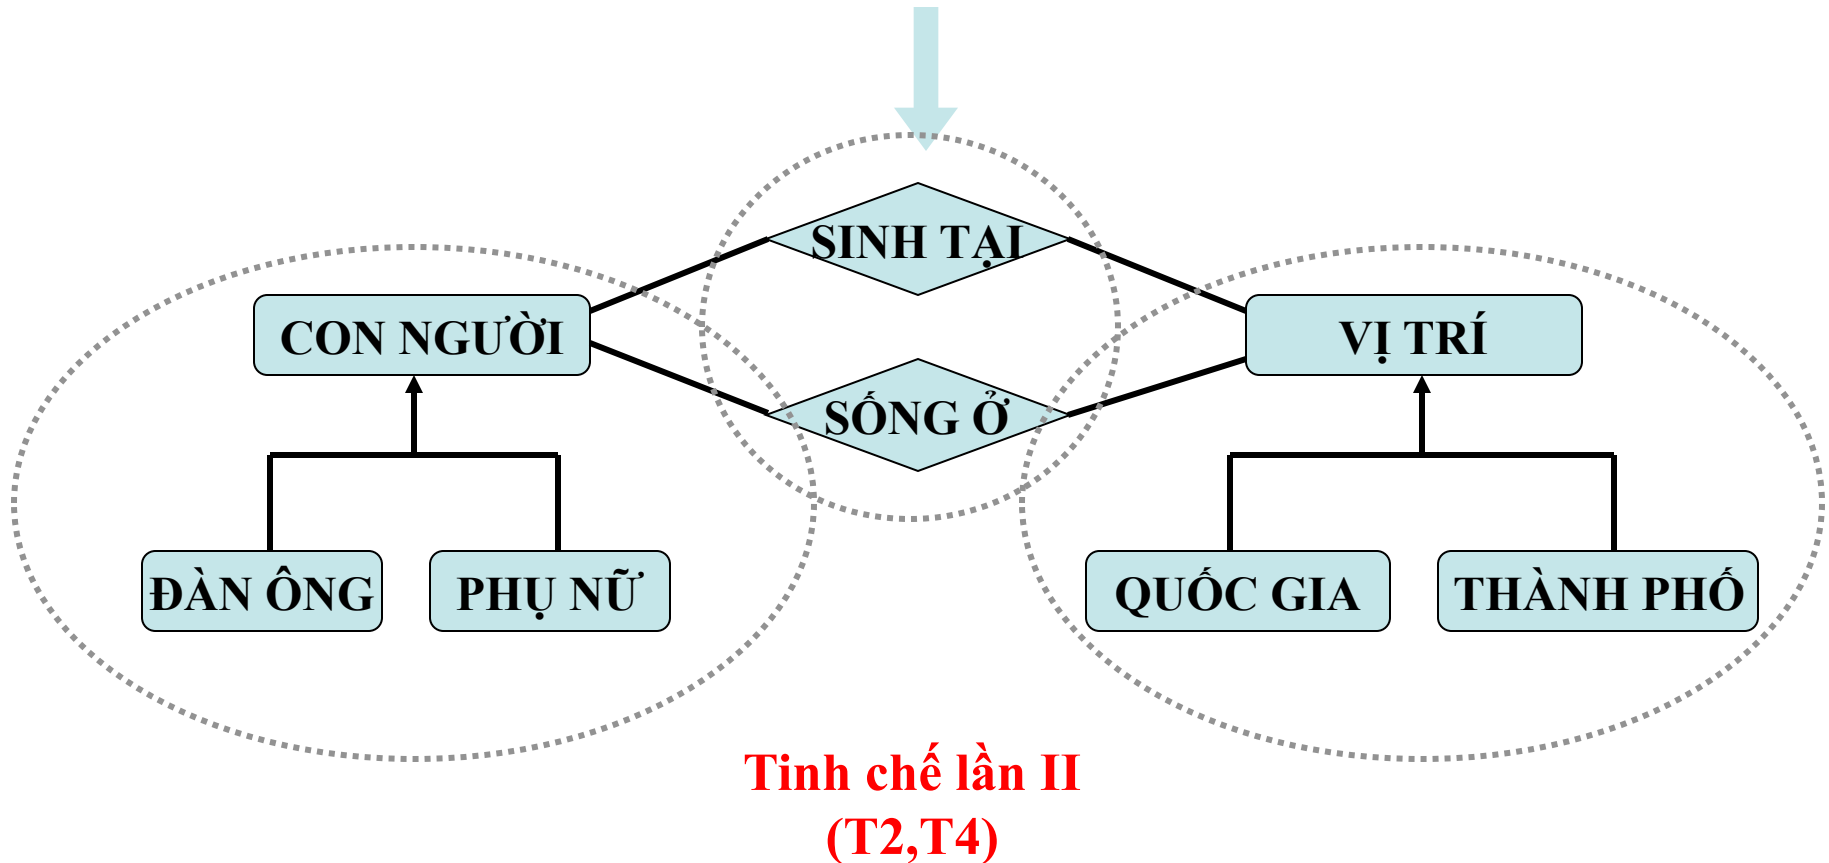 SINH TẠI
CON NGƯỜI
VỊ TRÍ
SỐNG Ở
ĐÀN ÔNG
PHỤ NỮ
QUỐC GIA
THÀNH PHỐ
Tinh chế lần II
(T2,T4)